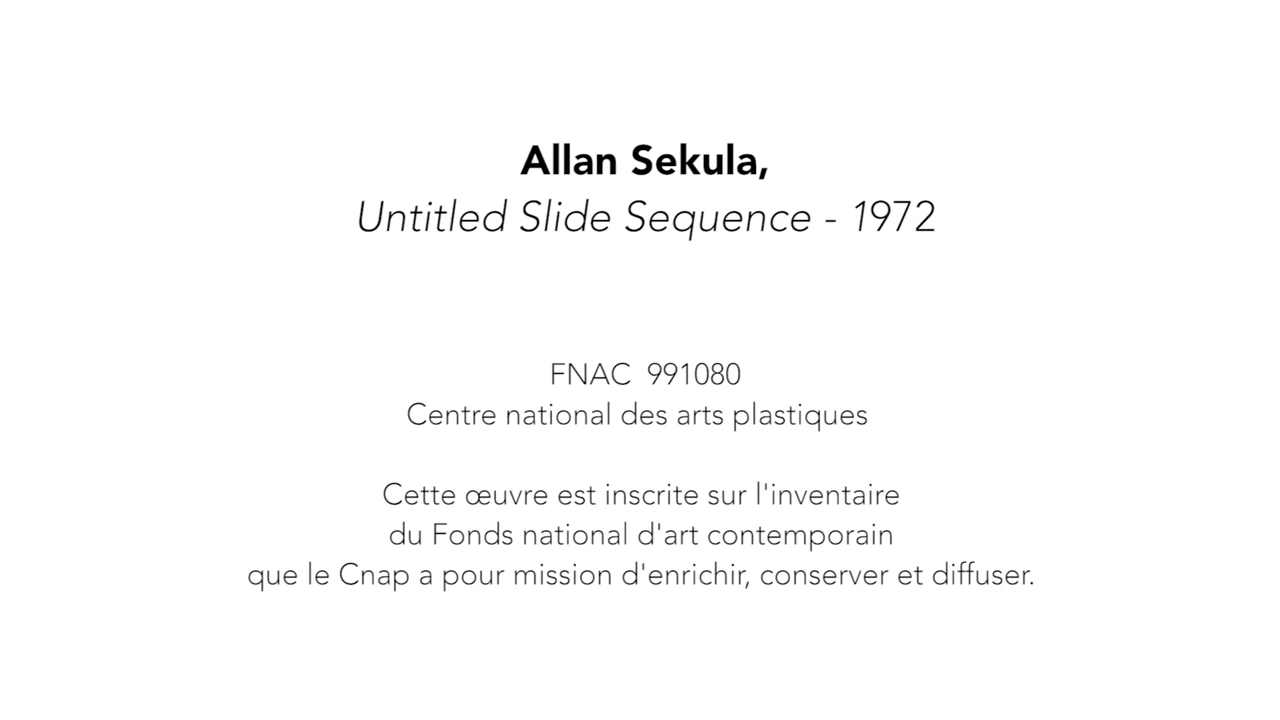 Allan Sekula,
Untitled Slide Sequence - 1972
FNAC 991080
Centre national des arts plastiques
Cette œuvre est inscrite sur l'inventaire
du Fonds national d'art contemporain
que le Cnap a pour mission d'enrichir, conserver et diffuser.